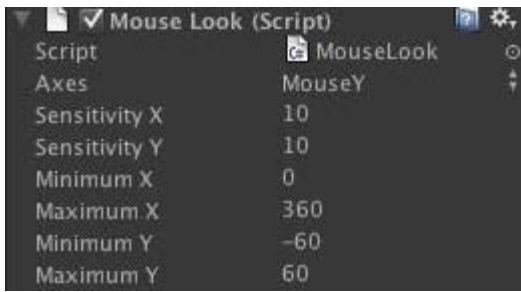 Mouse Look (Script)
Script MouseLook
Axes MouseY
Sensitivity X 10
Sensitivity Y 10
Minimum X 0
Maximum X 360
Minimum Y -60
Maximum Y 60